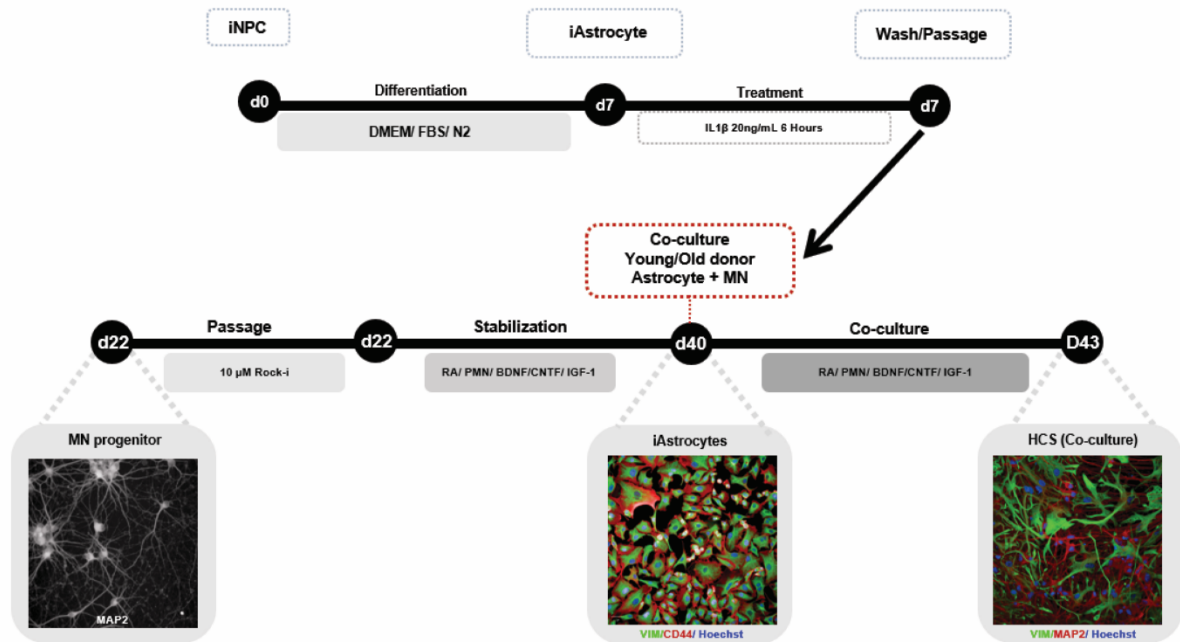 iNPC
iAstrocyte
Wash/Passage
d0
Differentiation
d7
Treatment
d7
DMEM/ FBS/ N2
IL1β 20ng/mL 6 Hours
Co-culture
Young/Old donor
Astrocyte + MN
d22
Passage
d22
Stabilization
d40
Co-culture
D43
10 µM Rock-i
RA/ PMN/ BDNF/CNTF/ IGF-1
RA/ PMN/ BDNF/CNTF/ IGF-1
MN progenitor
iAstrocytes
HCS (Co-culture)
MAP2
VIM/CD44/ Hoechst
VIM/MAP2/ Hoechst